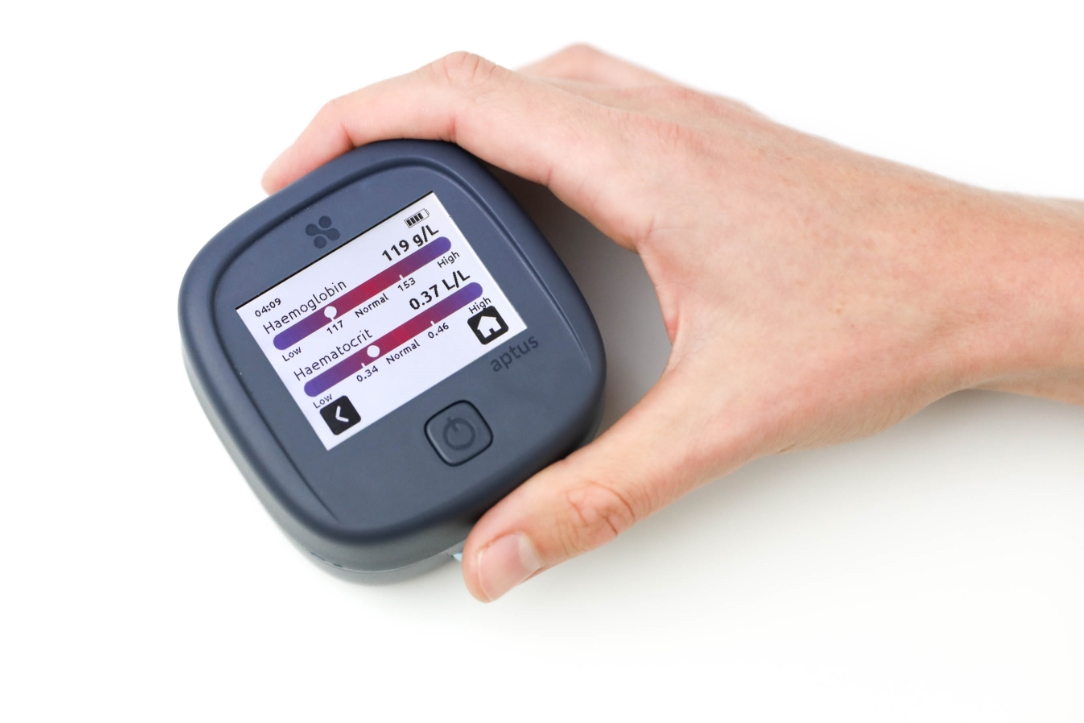 04:09
Haemoglobin 119 g/L
Low 117 Normal 153 High
Haematocrit 0.37 L/L
Low 0.34 Normal 0.46 High
aptus